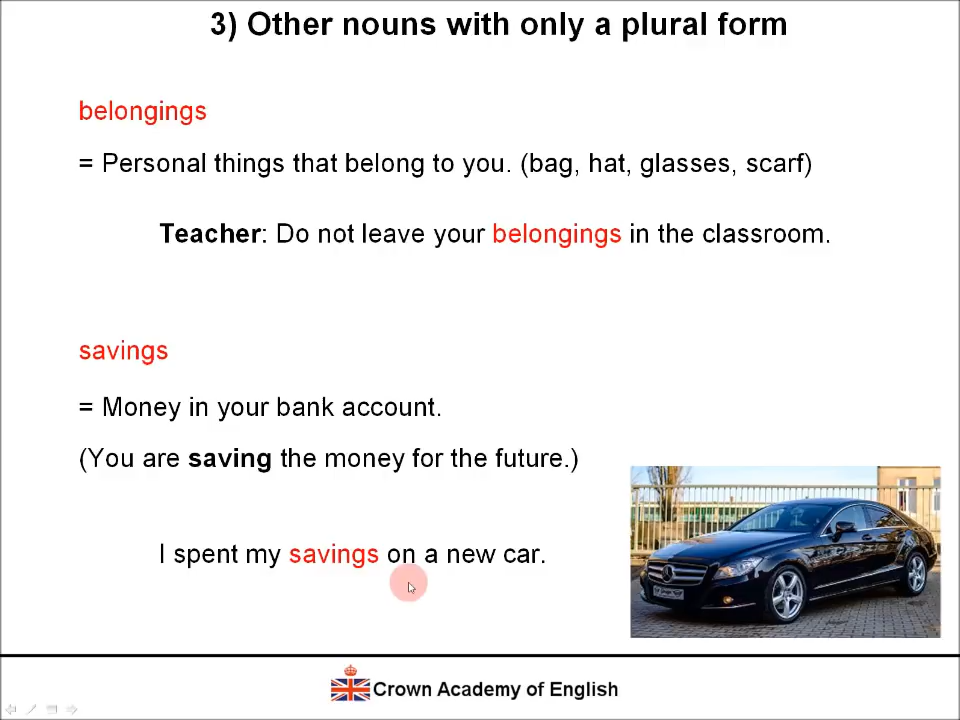 3) Other nouns with only a plural form
belongings
= Personal things that belong to you. (bag, hat, glasses, scarf)
Teacher: Do not leave your belongings in the classroom.
savings
= Money in your bank account.
(You are saving the money for the future.)
I spent my savings on a new car.
Crown Academy of English